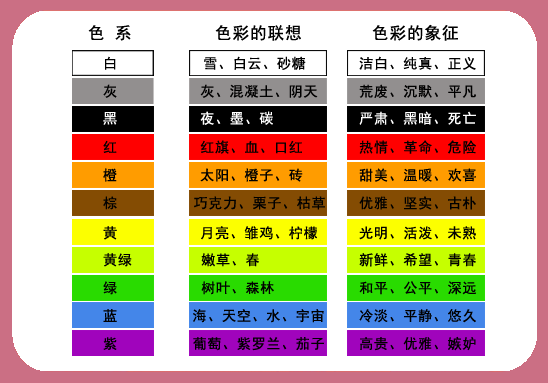 色 系 色彩的联想 色彩的象征
白 雪、白云、砂糖 洁白、纯真、正义
灰 灰、混凝土、阴天 荒废、沉默、平凡
黑 夜、墨、碳 严肃、黑暗、死亡
红 红旗、血、口红 热情、革命、危险
橙 太阳、橙子、砖 甜美、温暖、欢喜
棕 巧克力、栗子、枯草 优雅、坚实、古朴
黄 月亮、雏鸡、柠檬 光明、活泼、未熟
黄绿 嫩草、春 新鲜、希望、青春
绿 树叶、森林 和平、公平、深远
蓝 海、天空、水、宇宙 冷淡、平静、悠久
紫 葡萄、紫罗兰、茄子 高贵、优雅、嫉妒